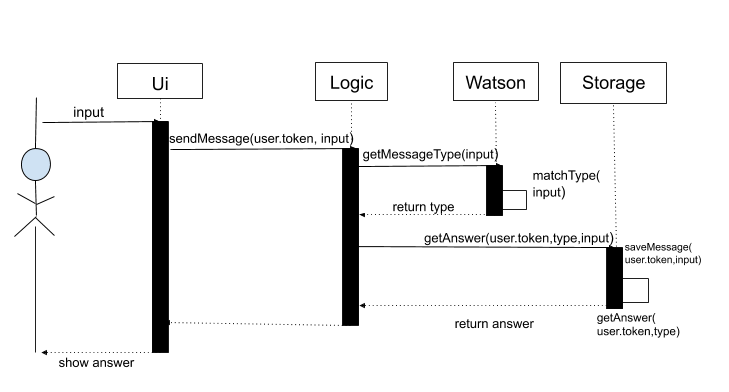 Ui
Logic
Watson
Storage
input
sendMessage(user.token, input)
getMessageType(input)
matchType(
input)
return type
getAnswer(user.token,type,input)
saveMessage(
user.token,input)
return answer
getAnswer(
user.token,type)
show answer